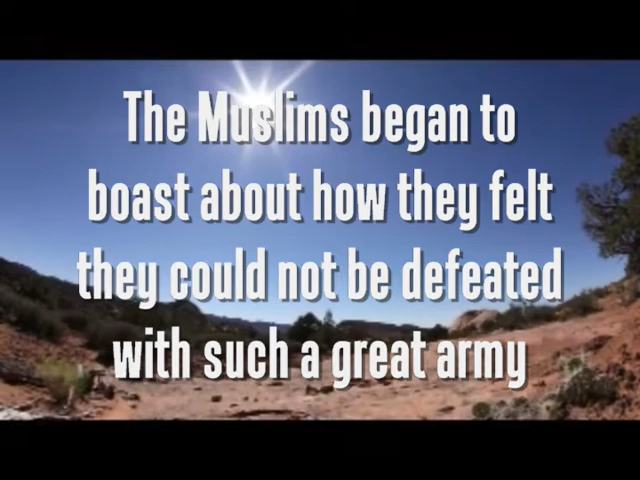 The Muslims began to
boast about how they felt
they could not be defeated
with such a great army